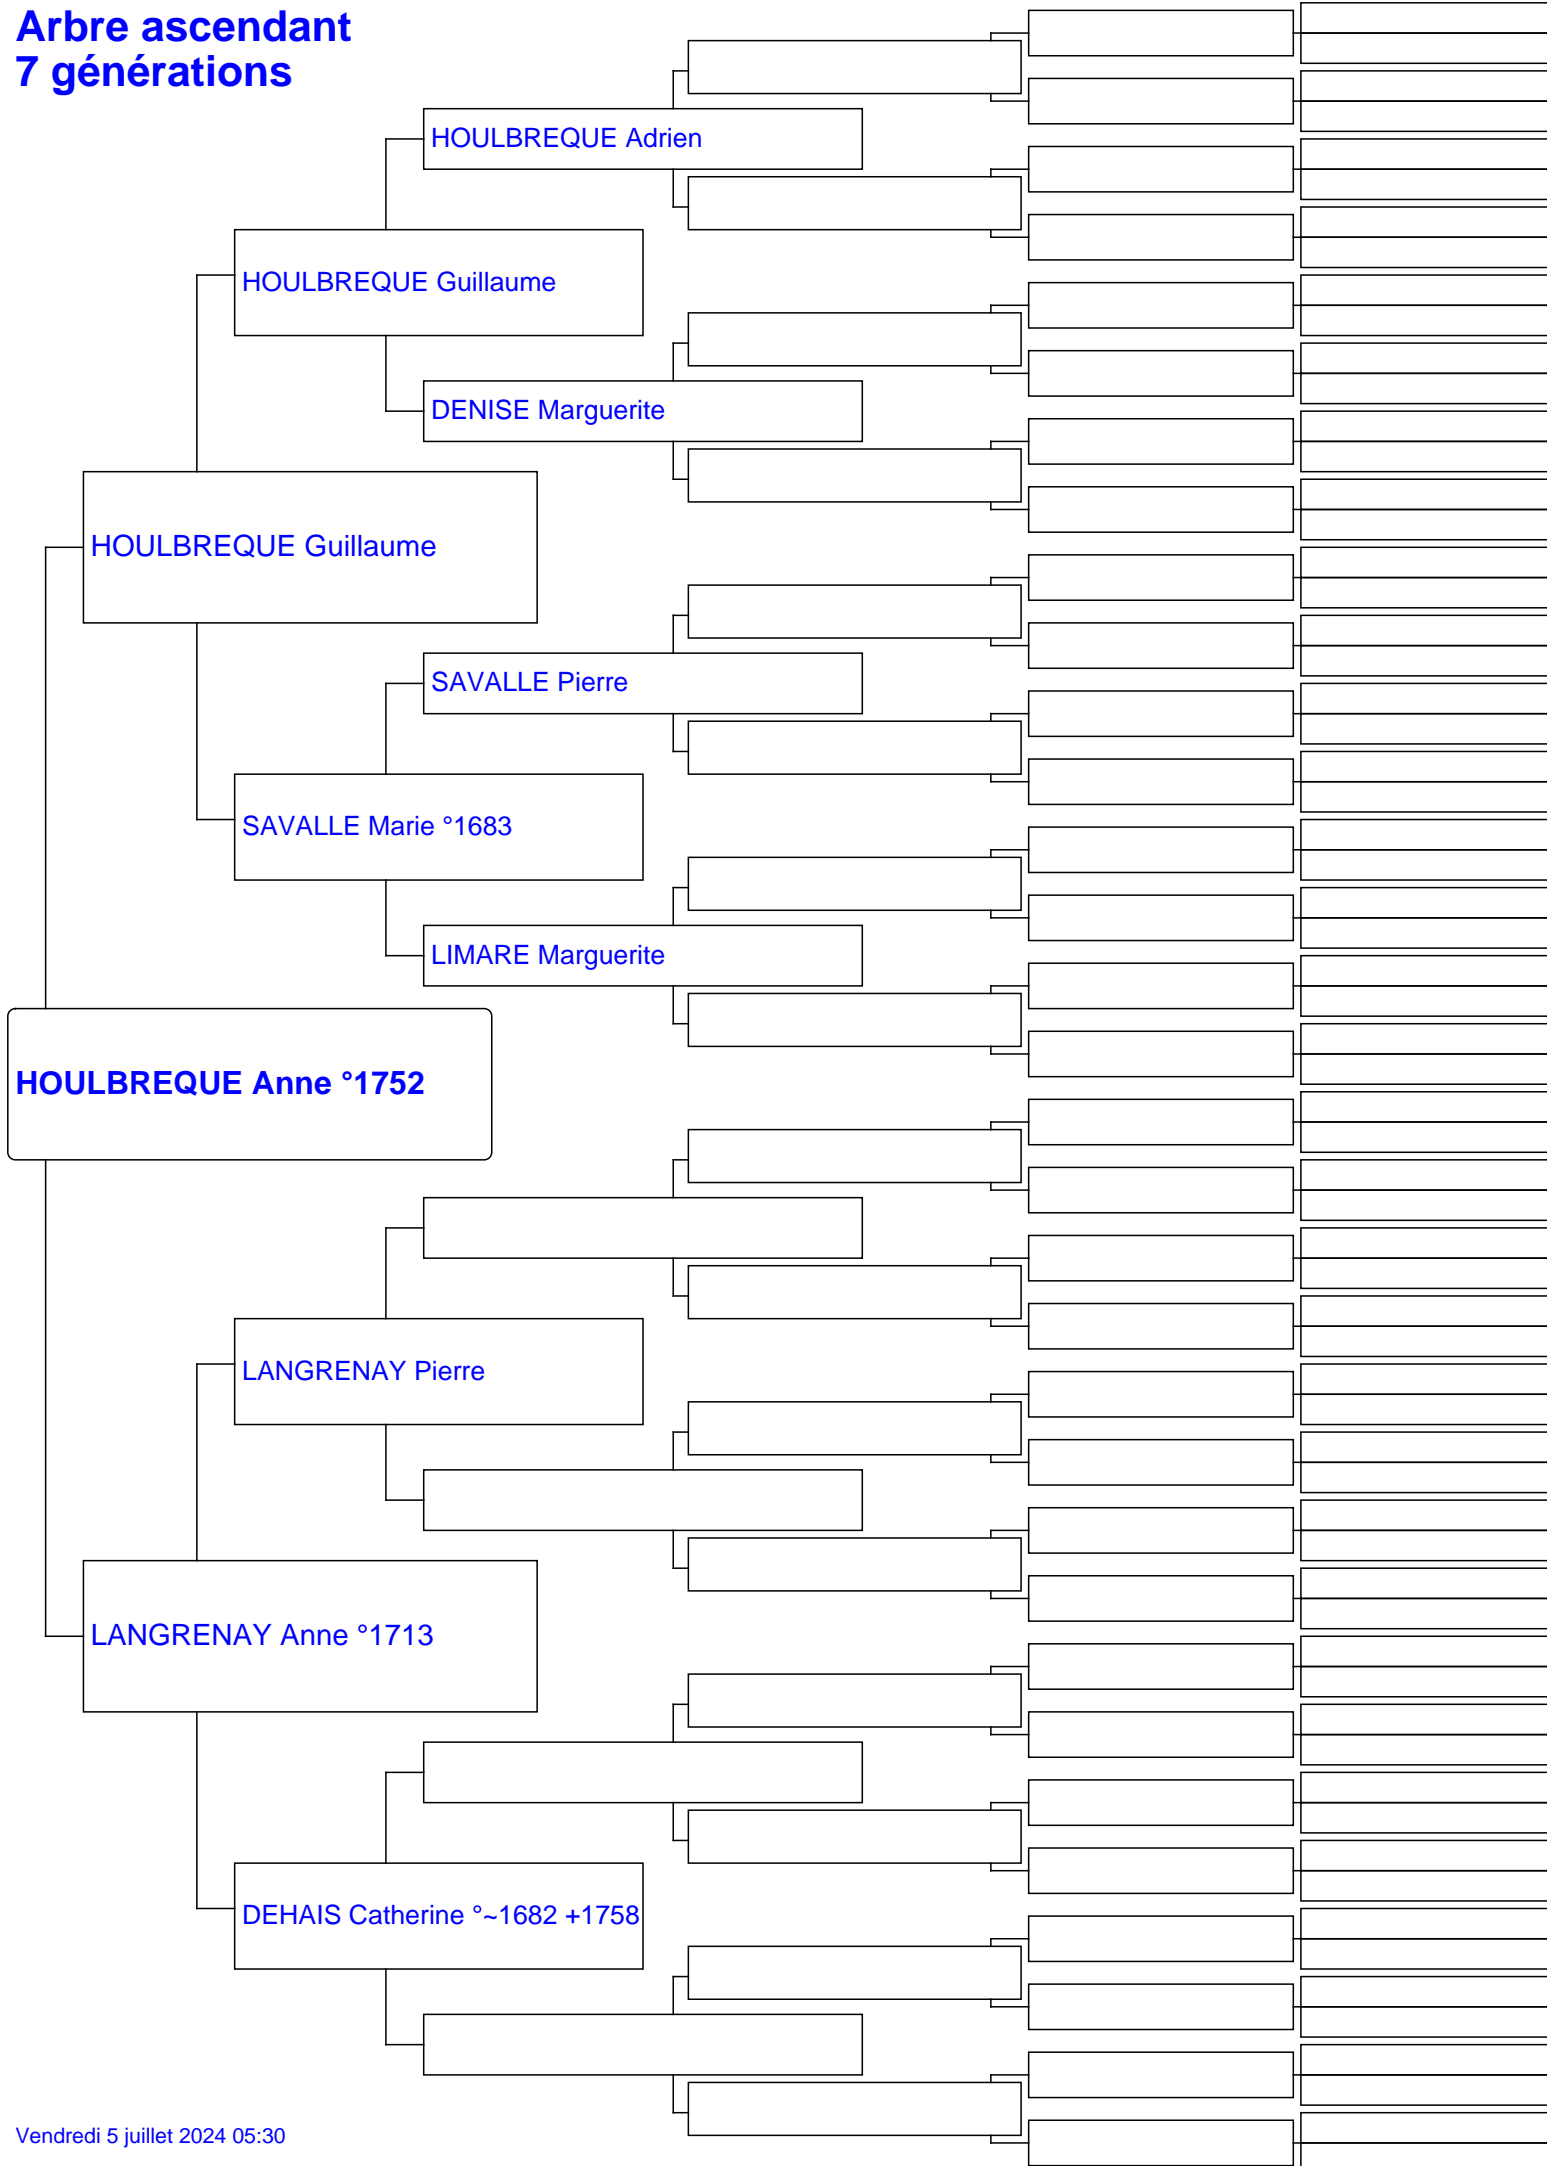 Arbre ascendant
7 générations
HOULBREQUE Adrien
HOULBREQUE Guillaume
DENISE Marguerite
HOULBREQUE Guillaume
SAVALLE Pierre
SAVALLE Marie °1683
LIMARE Marguerite
HOULBREQUE Anne °1752
LANGRENAY Pierre
LANGRENAY Anne °1713
DEHAIS Catherine °~1682 +1758
Vendredi 5 juillet 2024 05:30